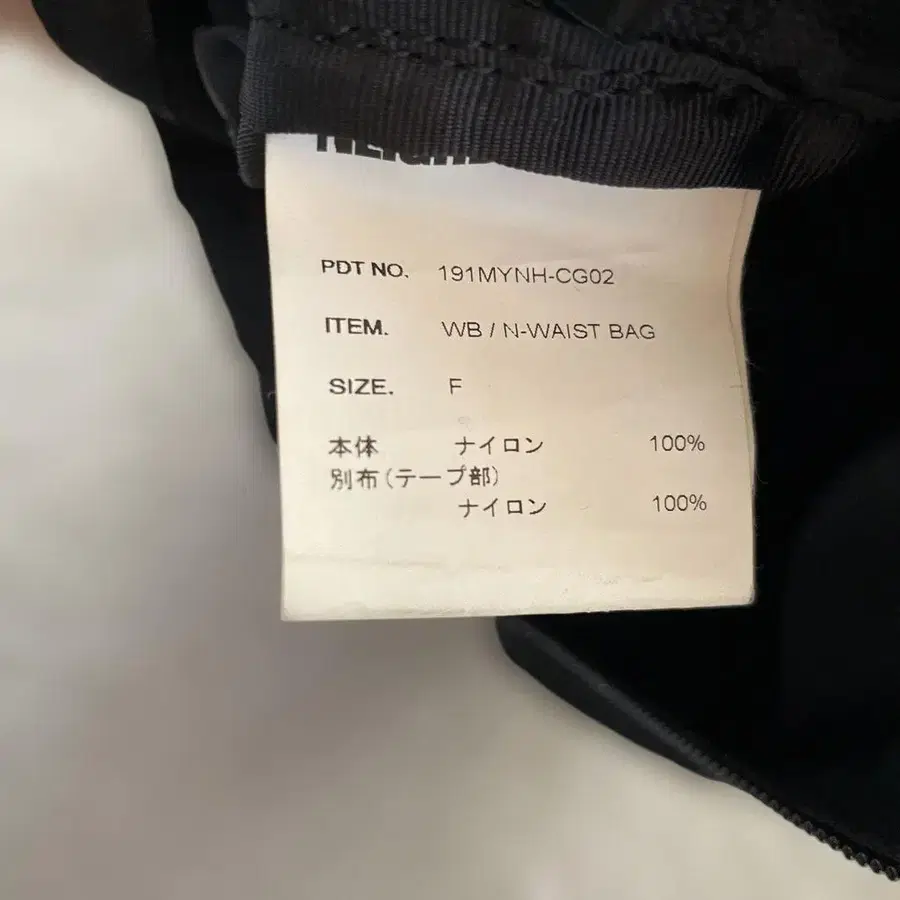 PDT NO. 191MYNH-CG02
ITEM. WB / N-WAIST BAG
SIZE. F
本体 ナイロン 100%
別布(テープ部)
ナイロン 100%